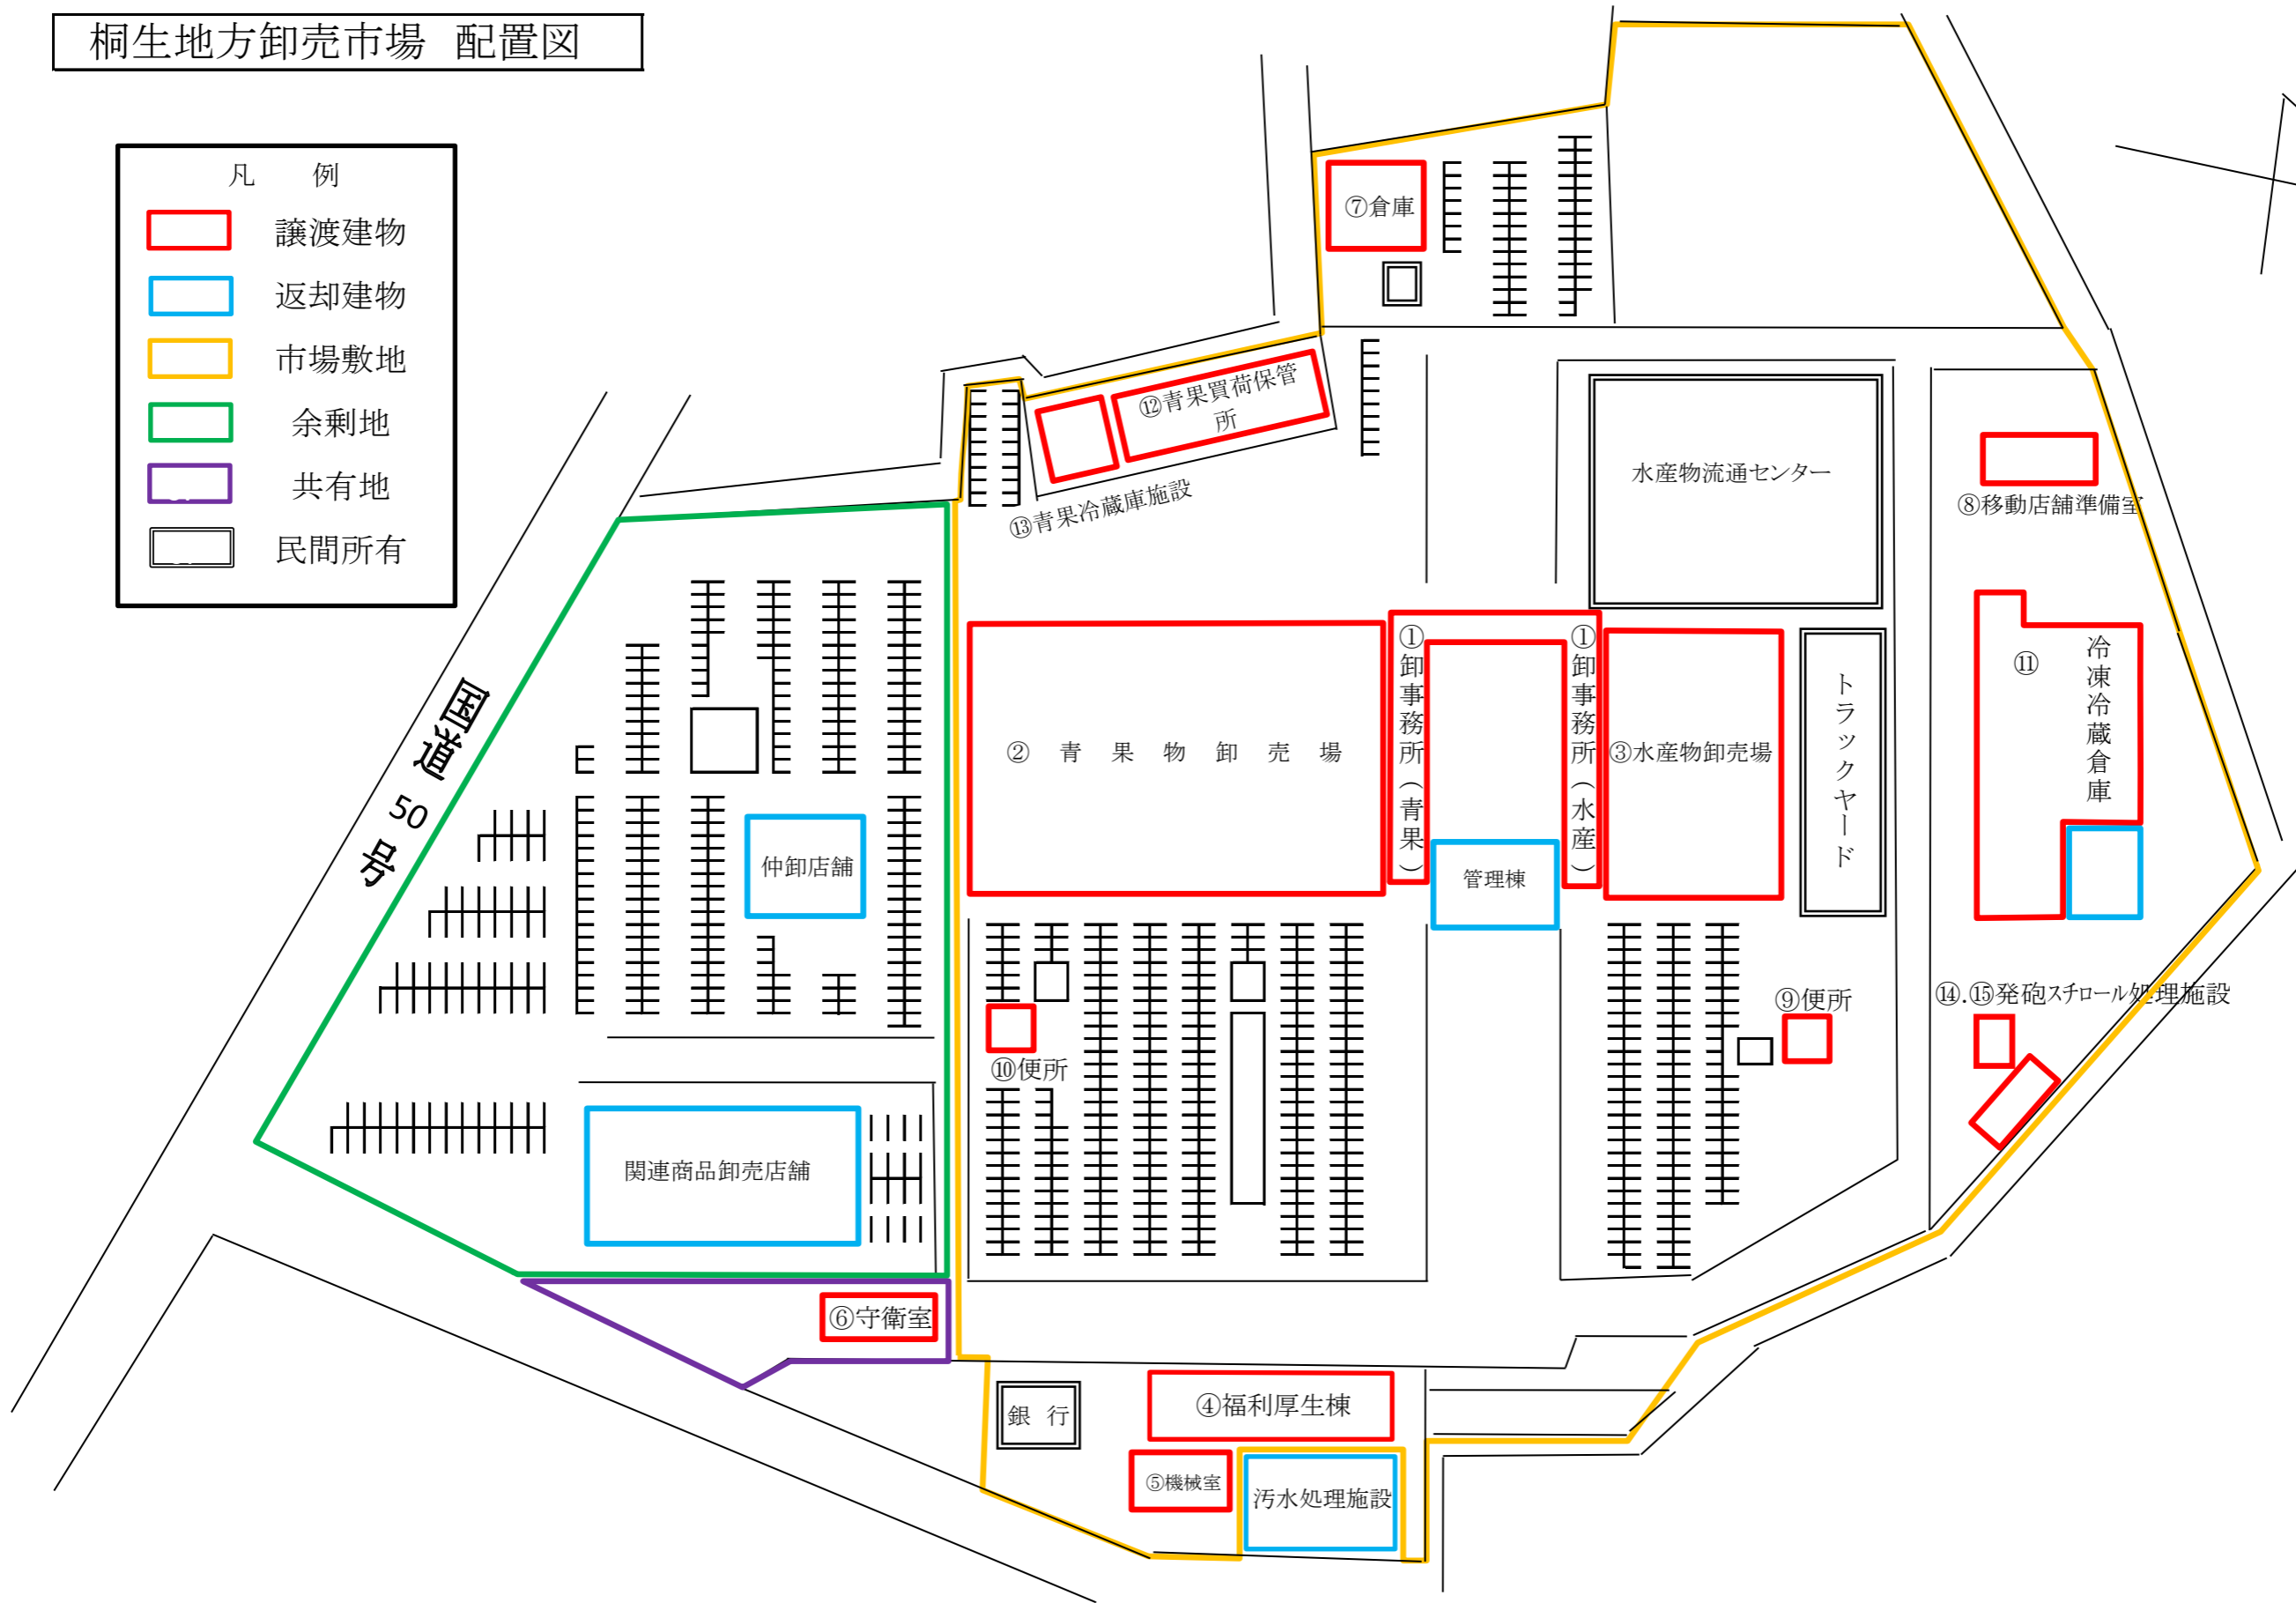 桐生地方卸売市場 配置図
凡 例
譲渡建物
返却建物
市場敷地
余剰地
共有地
民間所有
⑦倉庫
⑫青果買荷保管
所
⑬青果冷蔵庫施設
水産物流通センター
⑧移動店舗準備室
国道50号
②青果物卸売場
①卸事務所(青果)
①卸事務所(水産)
③水産物卸売場
トラックヤード
⑪
冷凍冷蔵倉庫
仲卸店舗
管理棟
⑭.⑮発砲スチロール処理施設
⑨便所
⑩便所
関連商品卸売店舗
⑥守衛室
銀 行
④福利厚生棟
⑤機械室
汚水処理施設